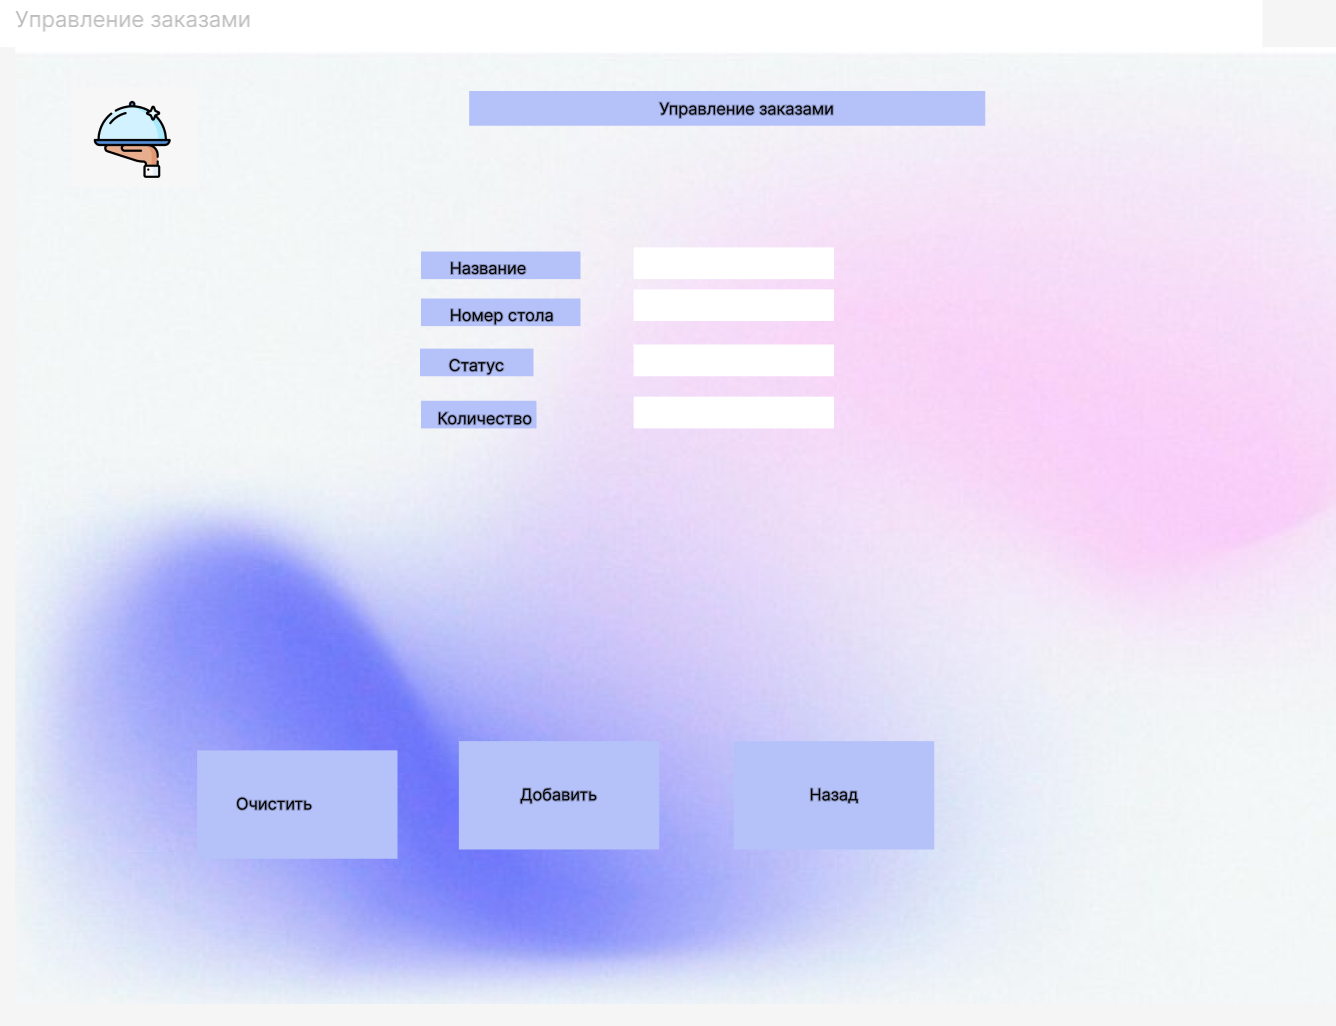 Управление заказами
Управление заказами
Название
Номер стола
Статус
Количество
Очистить
Добавить
Назад